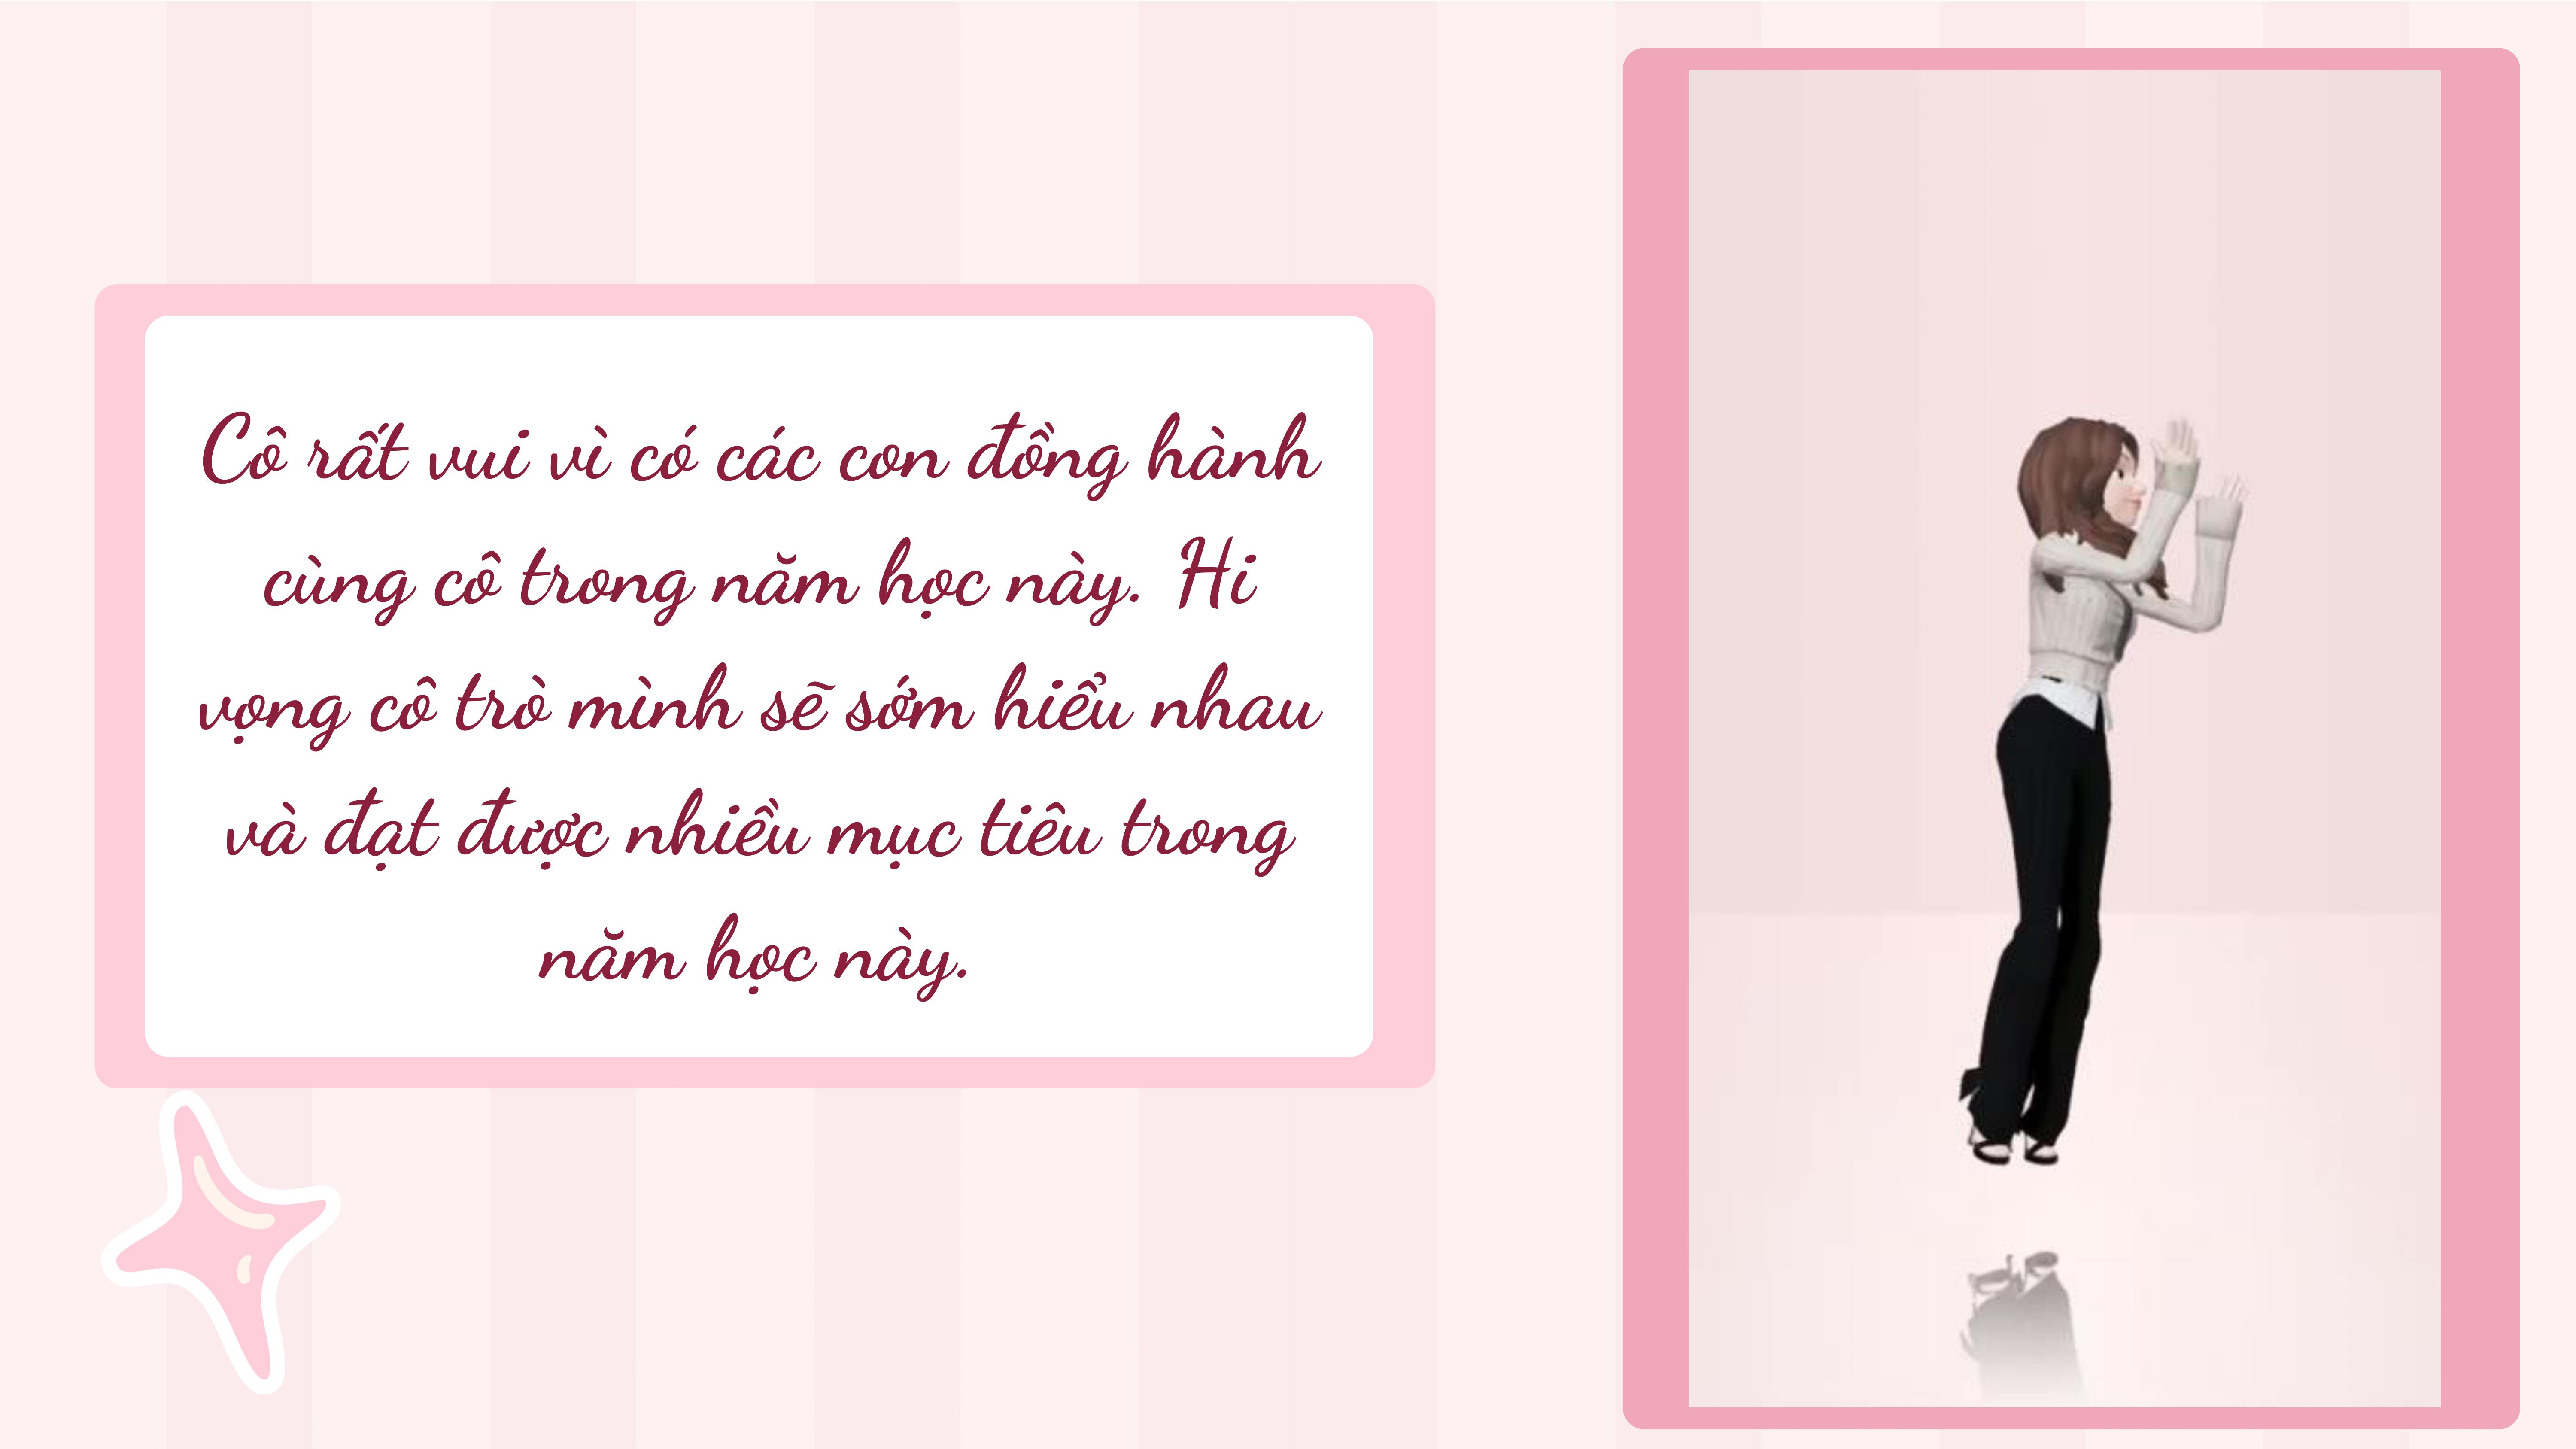 Cô rất vui vì có các con đồng hành
cùng cô trong năm học này. Hi
vọng cô trò mình sẽ sớm hiểu nhau
và đạt được nhiều mục tiêu trong
năm học này.